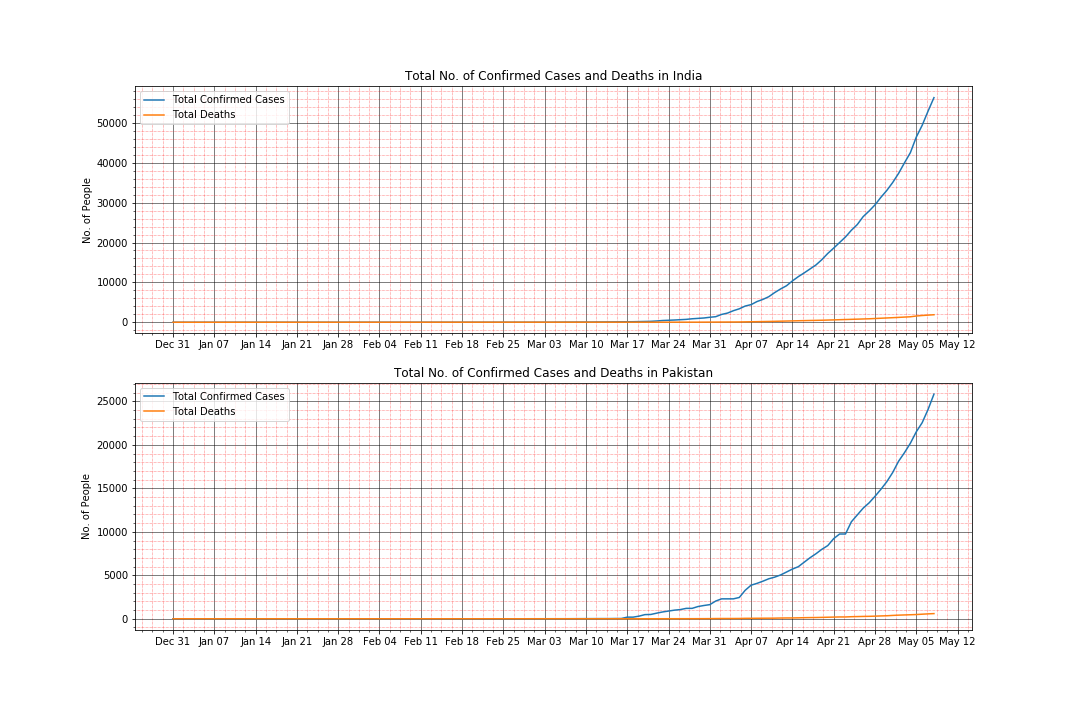 Total No. of Confirmed Cases and Deaths in India
Total Confirmed Cases
Total Deaths
No. of People
50000
40000
30000
20000
10000
0
Dec 31 Jan 07 Jan 14 Jan 21 Jan 28 Feb 04 Feb 11 Feb 18 Feb 25 Mar 03 Mar 10 Mar 17 Mar 24 Mar 31 Apr 07 Apr 14 Apr 21 Apr 28 May 05 May 12
Total No. of Confirmed Cases and Deaths in Pakistan
Total Confirmed Cases
Total Deaths
No. of People
25000
20000
15000
10000
5000
0
Dec 31 Jan 07 Jan 14 Jan 21 Jan 28 Feb 04 Feb 11 Feb 18 Feb 25 Mar 03 Mar 10 Mar 17 Mar 24 Mar 31 Apr 07 Apr 14 Apr 21 Apr 28 May 05 May 12